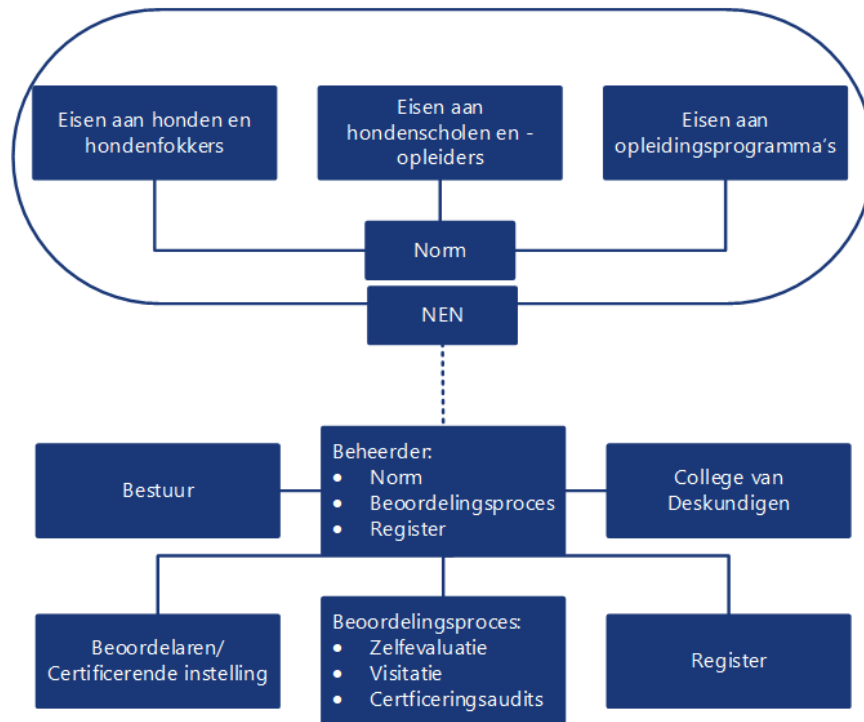 Eisen aan honden en
hondenfokkers
Eisen aan
hondenscholen en -
opleiders
Eisen aan
opleidingsprogramma's
Norm
NEN
Bestuur
Beheerder:
• Norm
• Beoordelingsproces
• Register
College van
Deskundigen
Beoordelaren/
Certificerende instelling
Beoordelingsproces:
• Zelfevaluatie
• Visitatie
• Certficeringsaudits
Register